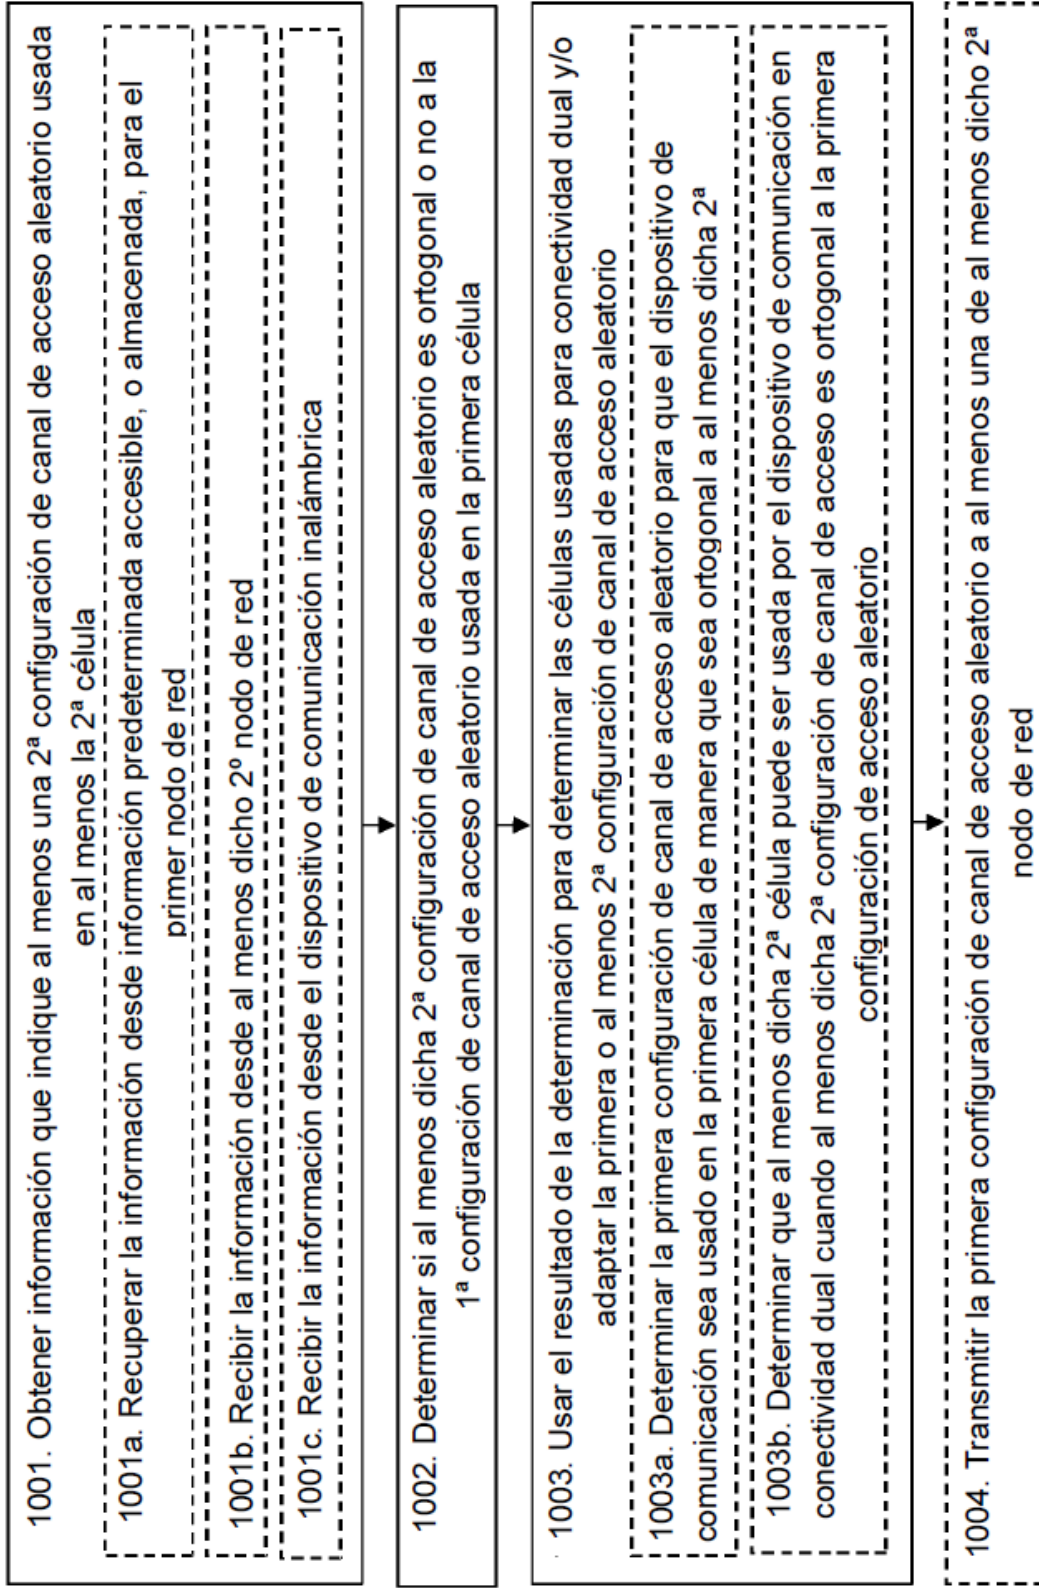 1001. Obtener información que indique al menos una 2ª configuración de canal de acceso aleatorio usada
en al menos la 2ª célula
1001a. Recuperar la información desde información predeterminada accesible, o almacenada, para el
primer nodo de red
1001b. Recibir la información desde al menos dicho 2º nodo de red
1001c. Recibir la información desde el dispositivo de comunicación inalámbrica
1002. Determinar si al menos dicha 2ª configuración de canal de acceso aleatorio es ortogonal o no a la
1ª configuración de canal de acceso aleatorio usada en la primera célula
1003. Usar el resultado de la determinación para determinar las células usadas para conectividad dual y/o
adaptar la primera o al menos 2ª configuración de canal de acceso aleatorio
1003a. Determinar la primera configuración de canal de acceso aleatorio para que el dispositivo de
comunicación sea usado en la primera célula de manera que sea ortogonal a al menos dicha 2ª
1003b. Determinar que al menos dicha 2ª célula puede ser usada por el dispositivo de comunicación en
conectividad dual cuando al menos dicha 2ª configuración de canal de acceso es ortogonal a la primera
configuración de acceso aleatorio
1004. Transmitir la primera configuración de canal de acceso aleatorio a al menos una de al menos dicho 2ª
nodo de red